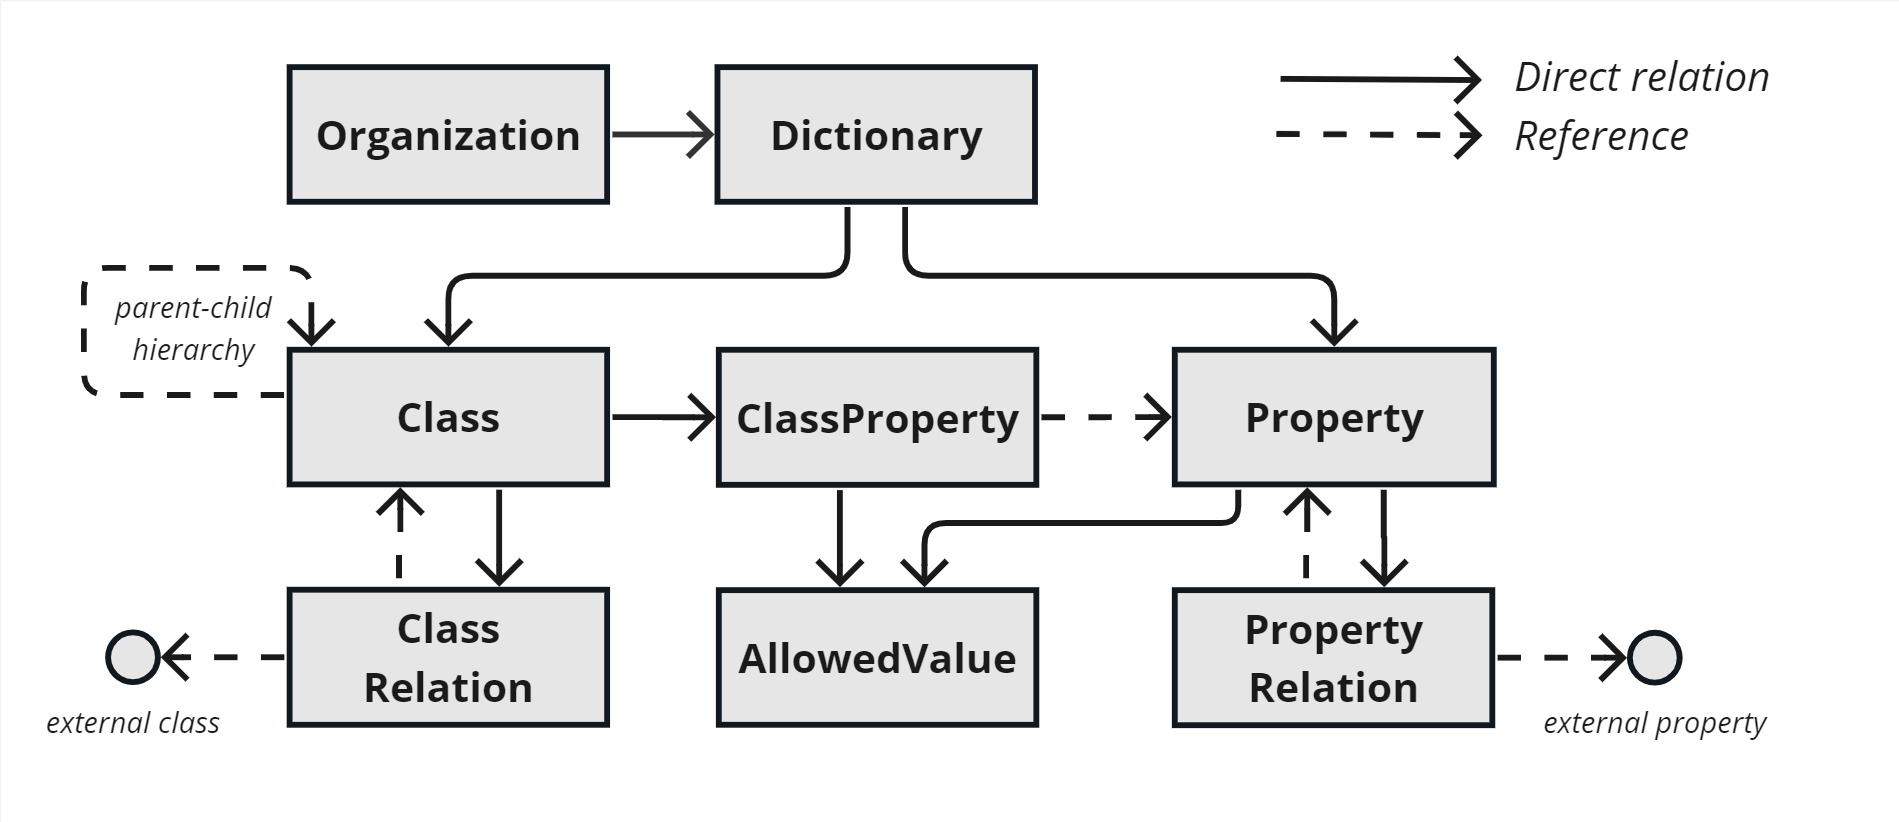 Organization
Dictionary
Direct relation
Reference
parent-child
hierarchy
Class
ClassProperty
Property
Class
Relation
AllowedValue
Property
Relation
external class
external property